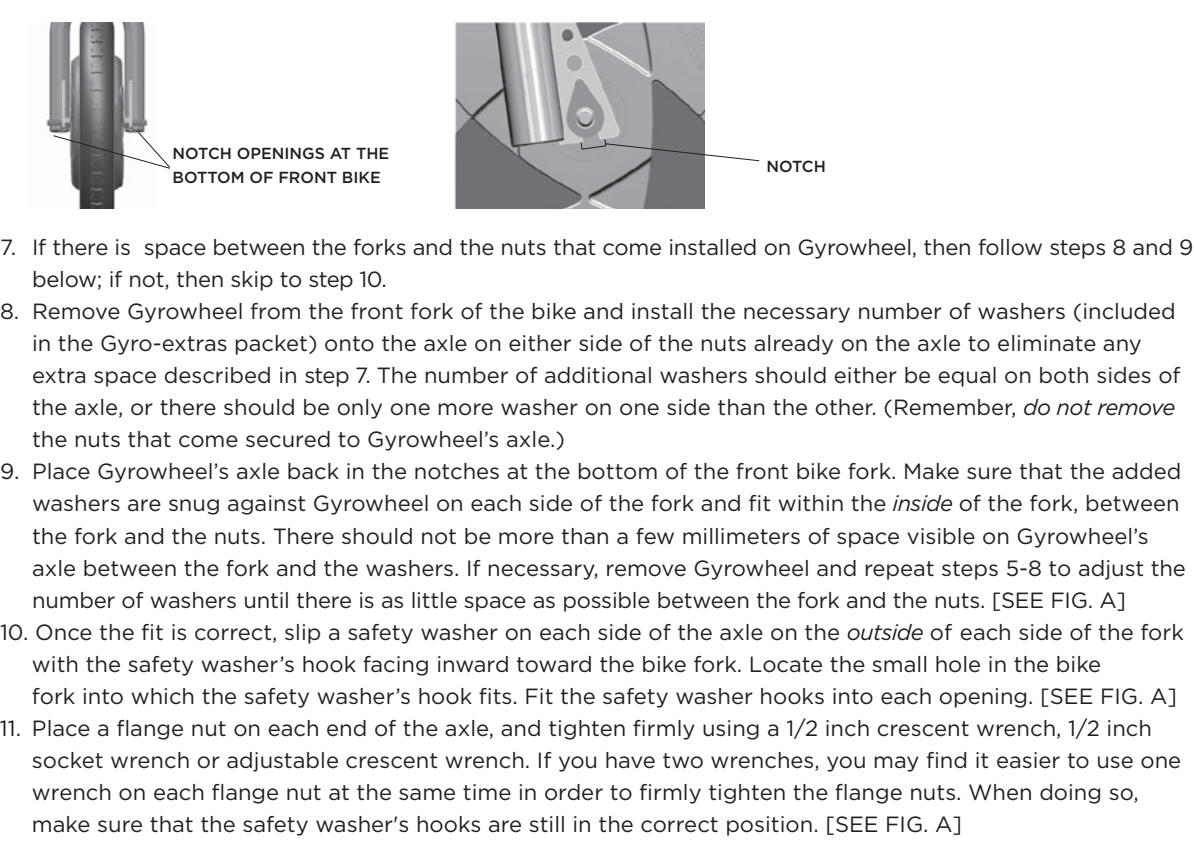 NOTCH OPENINGS AT THE
BOTTOM OF FRONT BIKE
NOTCH
7. If there is  space between the forks and the nuts that come installed on Gyrowheel, then follow steps 8 and 9
below; if not, then skip to step 10.
8. Remove Gyrowheel from the front fork of the bike and install the necessary number of washers (included
in the Gyro-extras packet) onto the axle on either side of the nuts already on the axle to eliminate any
extra space described in step 7. The number of additional washers should either be equal on both sides of
the axle, or there should be only one more washer on one side than the other. (Remember, do not remove
the nuts that come secured to Gyrowheel’s axle.)
9. Place Gyrowheel’s axle back in the notches at the bottom of the front bike fork. Make sure that the added
washers are snug against Gyrowheel on each side of the fork and fit within the inside of the fork, between
the fork and the nuts. There should not be more than a few millimeters of space visible on Gyrowheel’s
axle between the fork and the washers. If necessary, remove Gyrowheel and repeat steps 5-8 to adjust the
number of washers until there is as little space as possible between the fork and the nuts. [SEE FIG. A]
10. Once the fit is correct, slip a safety washer on each side of the axle on the outside of each side of the fork
with the safety washer’s hook facing inward toward the bike fork. Locate the small hole in the bike
fork into which the safety washer’s hook fits. Fit the safety washer hooks into each opening. [SEE FIG. A]
11. Place a flange nut on each end of the axle, and tighten firmly using a 1/2 inch crescent wrench, 1/2 inch
socket wrench or adjustable crescent wrench. If you have two wrenches, you may find it easier to use one
wrench on each flange nut at the same time in order to firmly tighten the flange nuts. When doing so,
make sure that the safety washer's hooks are still in the correct position. [SEE FIG. A]